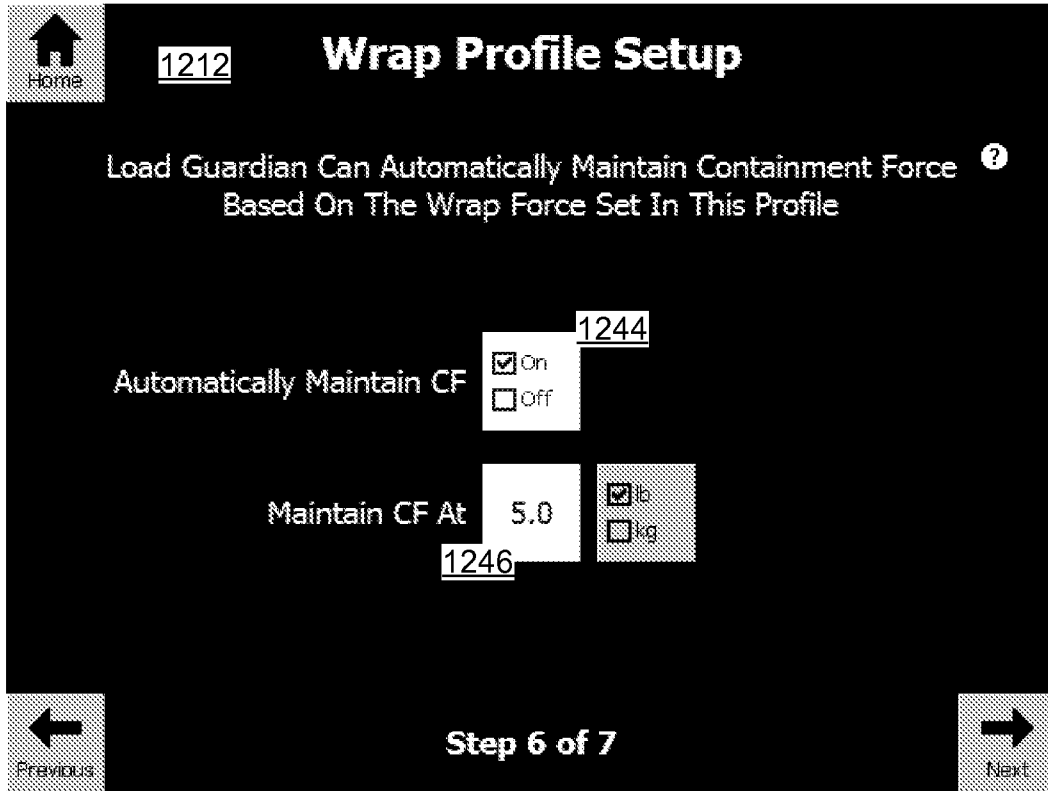 Home
1212
Wrap Profile Setup
Load Guardian Can Automatically Maintain Containment Force ?
Based On The Wrap Force Set In This Profile
1244
Automatically Maintain CF
On
Off
Maintain CF At 5.0
lb
kg
1246
Previous
Step 6 of 7
Next